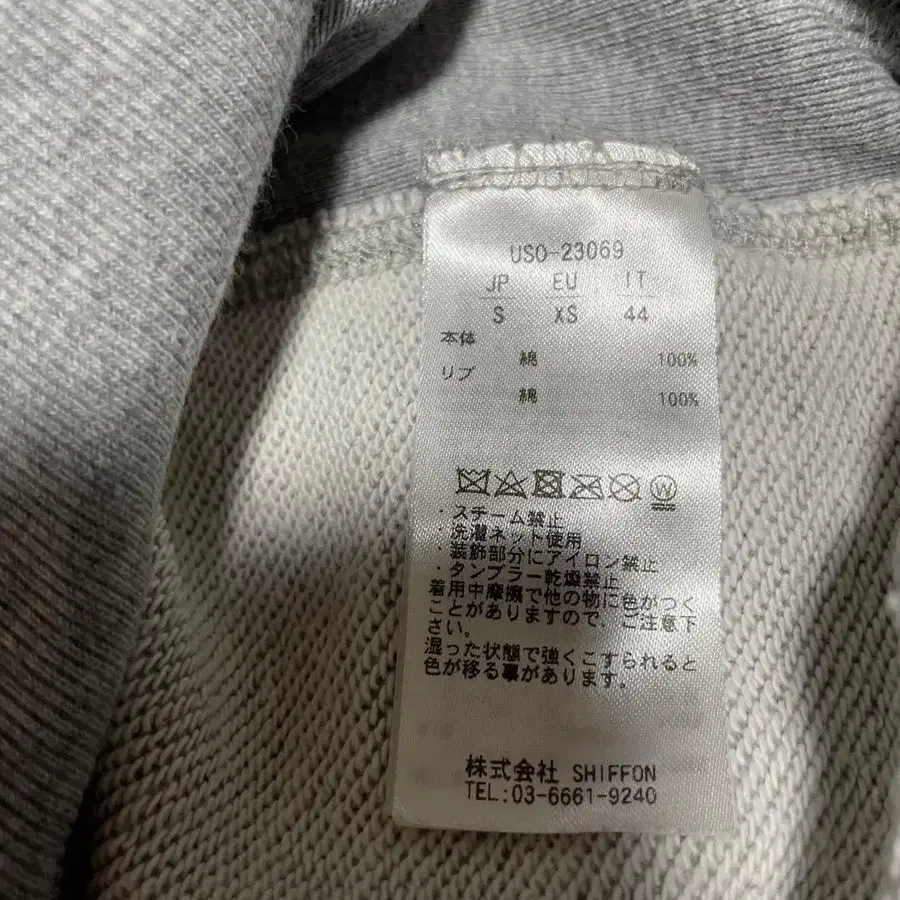 USO-23069
JP EU IT
S XS 44
本体
綿 100%
リブ
綿 100%
W
・スチーム禁止
・洗濯ネット使用
・装飾部分にアイロン禁止
・タンブラー乾燥禁止
着用中摩擦で他の物に色がつく
ことがありますので、ご注意下
さい。
湿った状態で強くこすられると
色が移る事があります。
株式会社 SHIFFON
TEL:03-6661-9240